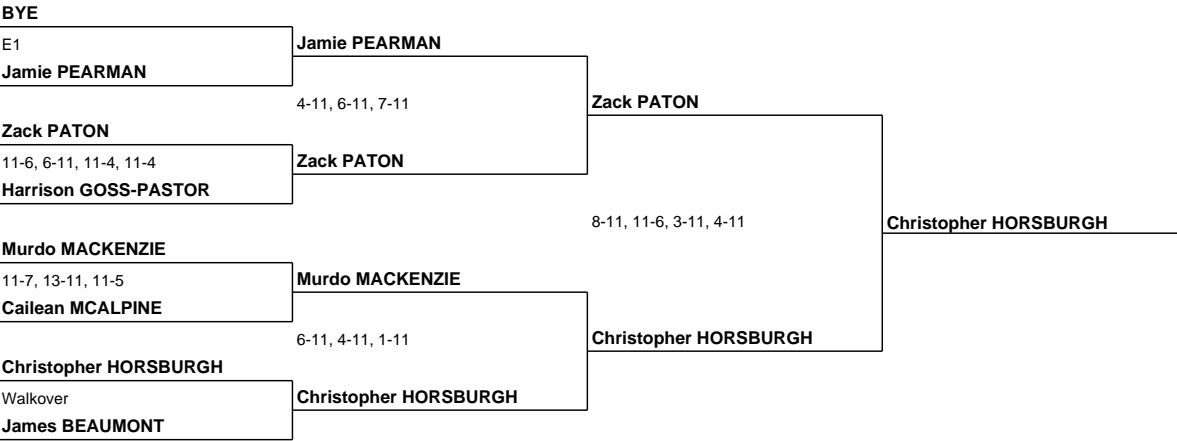 BYE
E1
Jamie PEARMAN
Jamie PEARMAN
4-11, 6-11, 7-11
Zack PATON
Zack PATON
11-6, 6-11, 11-4, 11-4
Zack PATON
Harrison GOSS-PASTOR
8-11, 11-6, 3-11, 4-11
Christopher HORSBURGH
Murdo MACKENZIE
11-7, 13-11, 11-5
Murdo MACKENZIE
Cailean MCALPINE
6-11, 4-11, 1-11
Christopher HORSBURGH
Christopher HORSBURGH
Walkover
Christopher HORSBURGH
James BEAUMONT